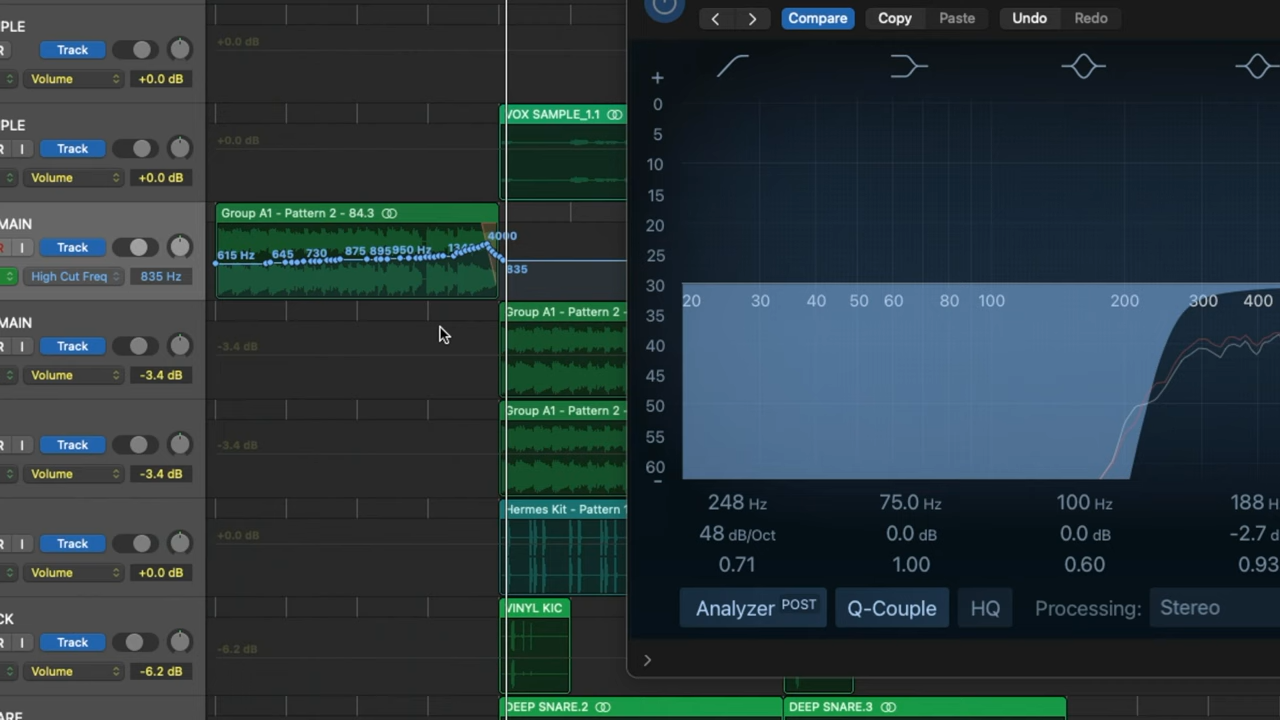 PLE
R Track
Volume +0.0 dB
+0.0 dB
PLE
R I Track
Volume +0.0 dB
+0.0 dB
VOX SAMPLE_1.1
MAIN
R I Track
High Cut Freq 835 Hz
Group A1 - Pattern 2 - 84.3
615 Hz 645 730 875 895 950 Hz 4000
835
MAIN
R I Track
Volume -3.4 dB
-3.4 dB
Group A1 - Pattern 2 -
R I Track
Volume -3.4 dB
-3.4 dB
Group A1 - Pattern 2 -
R I Track
Volume +0.0 dB
+0.0 dB
Hermes Kit - Pattern 1
CK
R I Track
Volume -6.2 dB
-6.2 dB
VINYL KIC
ARE
DEEP SNARE.2 DEEP SNARE.3
Compare Copy Paste Undo Redo
+
0
5
10
15
20
25
30
35
40
45
50
55
60
-
20 30 40 50 60 80 100 200 300 400
248 Hz 75.0 Hz 100 Hz 188 H
48 dB/Oct 0.0 dB 0.0 dB -2.7 d
0.71 1.00 0.60 0.93
Analyzer POST Q-Couple HQ Processing: Stereo